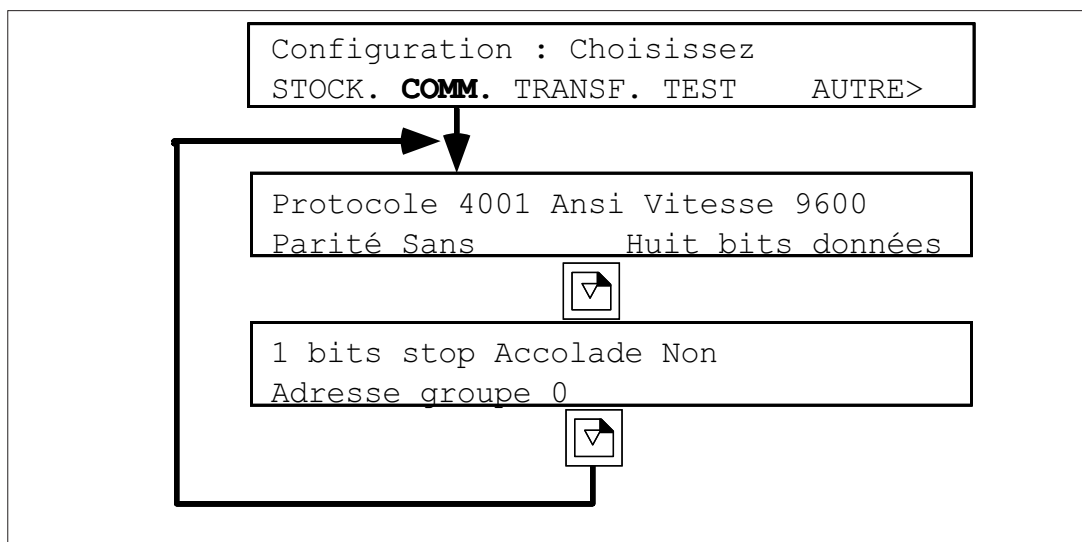 Configuration : Choisissez
STOCK. COMM. TRANSF. TEST AUTRE>
Protocole 4001 Ansi Vitesse 9600
Parité Sans Huit bits données
1 bits stop Accolade Non
Adresse groupe 0